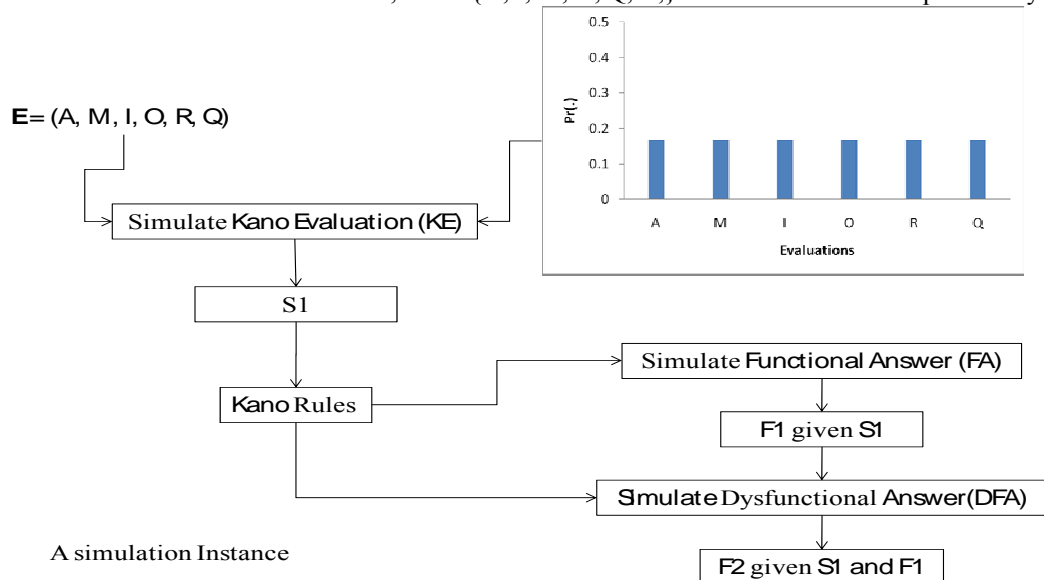 0.5
0.4
0.3
0.2
0.1
0
Pr(.)
A M I O R Q
Evaluations
E= (A, M, I, O, R, Q)
Simulate Kano Evaluation (KE)
S1
Simulate Functional Answer (FA)
Kano Rules
F1 given S1
Simulate Dysfunctional Answer(DFA)
A simulation Instance
F2 given S1 and F1